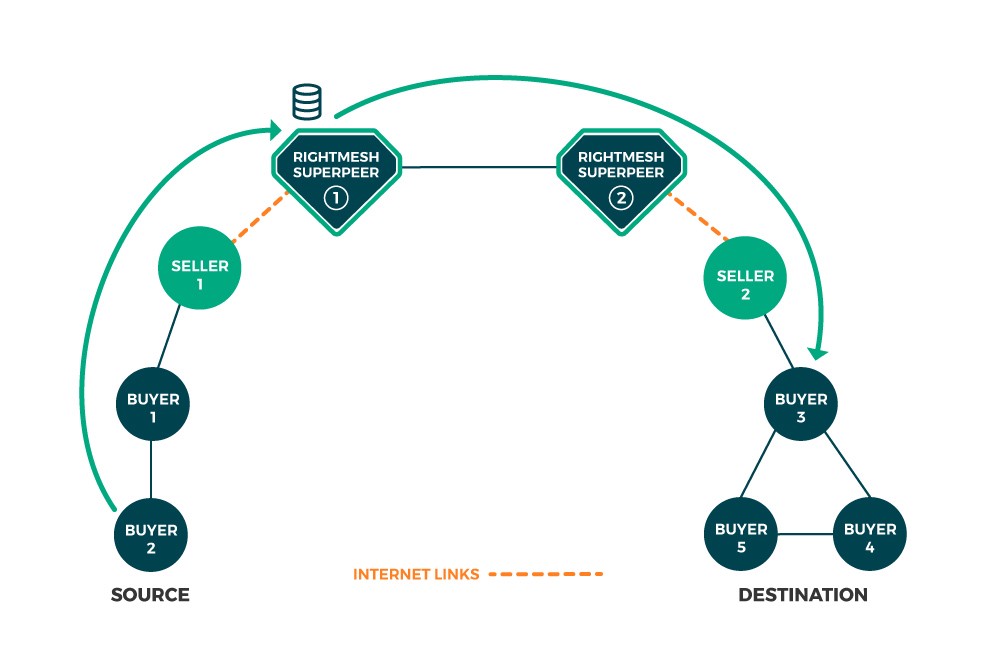 RIGHTMESH
SUPERPEER
1
RIGHTMESH
SUPERPEER
2
SELLER
1
SELLER
2
BUYER
1
BUYER
3
BUYER
2
BUYER
5
BUYER
4
INTERNET LINKS
SOURCE
DESTINATION